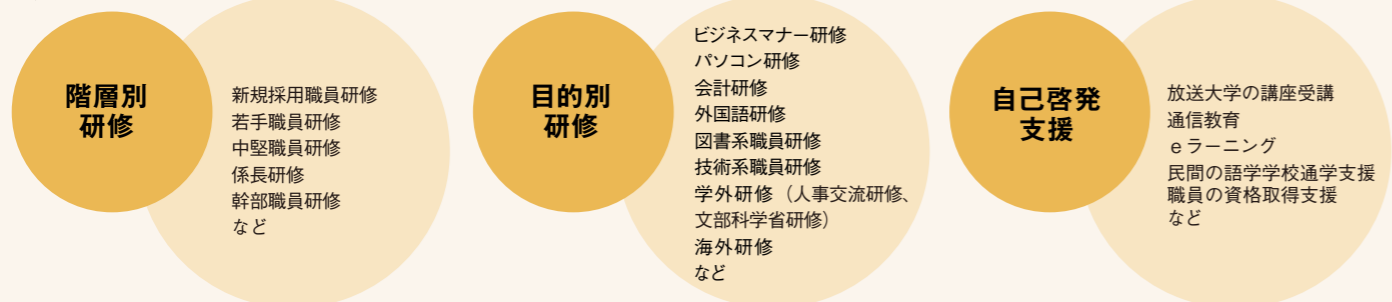 階層別
研修
新規採用職員研修
若手職員研修
中堅職員研修
係長研修
幹部職員研修
など
目的別
研修
ビジネスマナー研修
パソコン研修
会計研修
外国語研修
図書系職員研修
技術系職員研修
学外研修（人事交流研修、
文部科学省研修）
海外研修
など
自己啓発
支援
放送大学の講座受講
通信教育
eラーニング
民間の語学学校通学支援
職員の資格取得支援
など